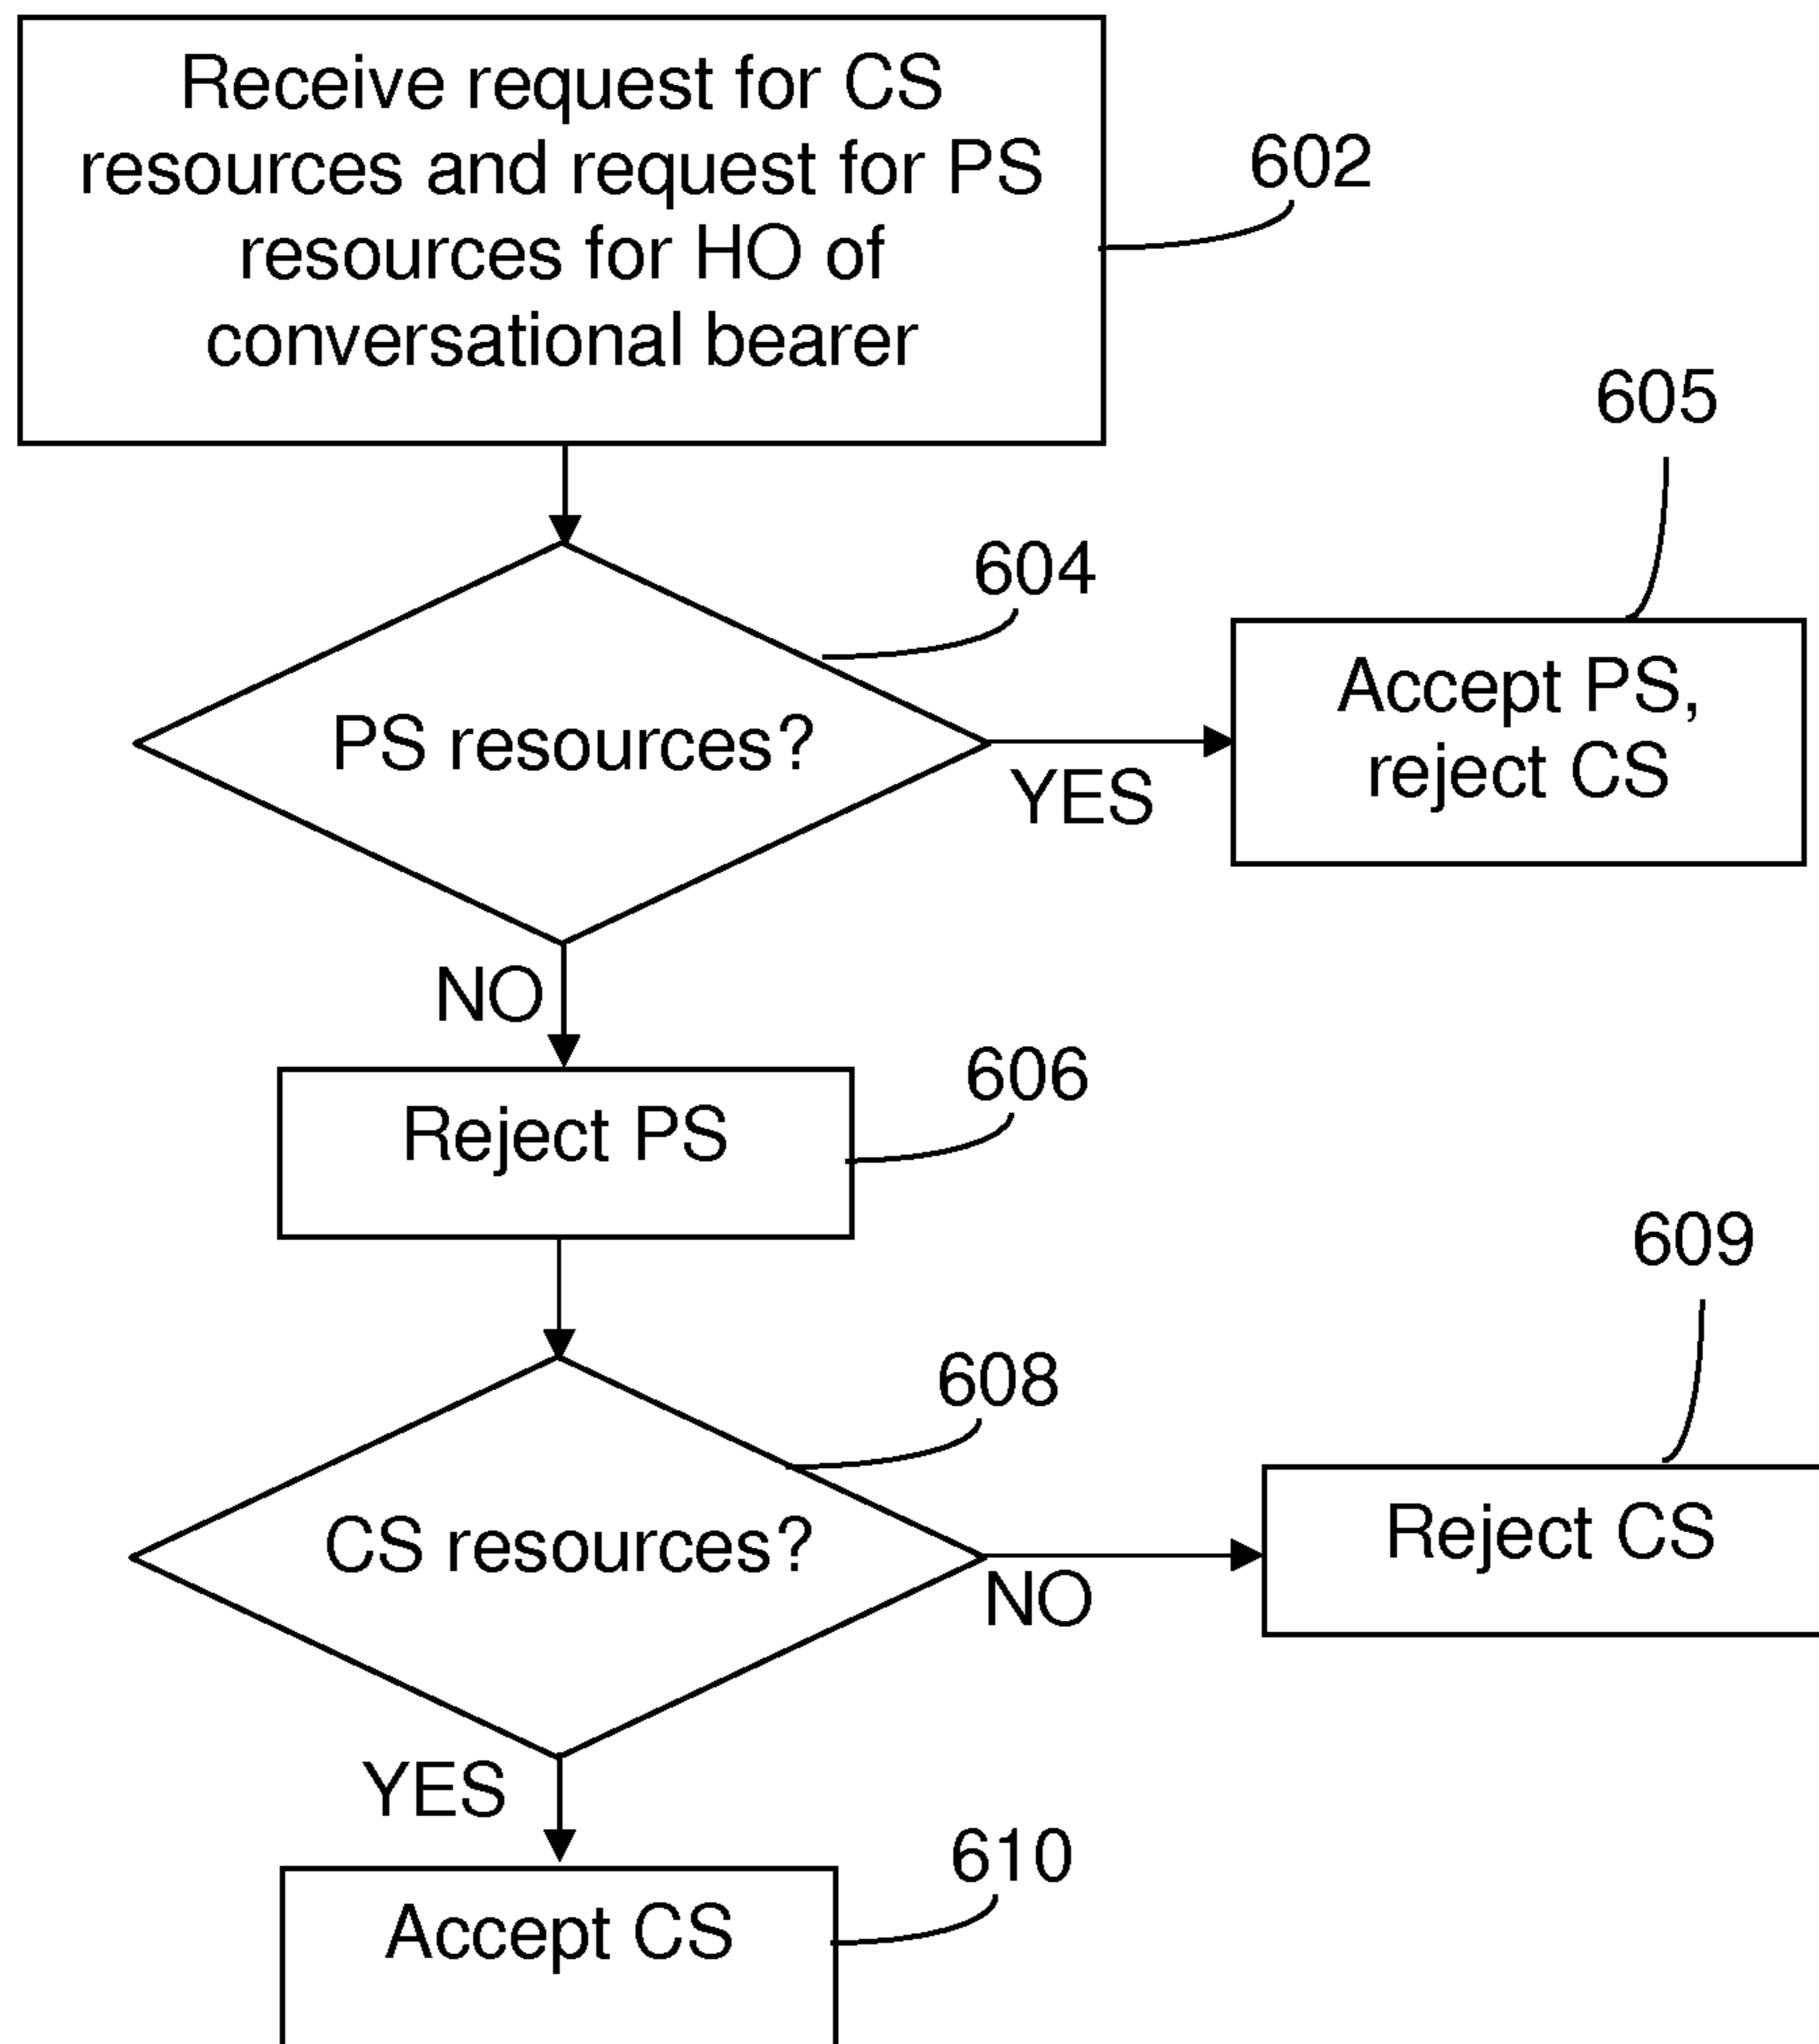 Receive request for CS
resources and request for PS
resources for HO of
conversational bearer
602
605
604
PS resources?
Accept PS,
reject CS
YES
NO
Reject PS
606
609
608
CS resources?
Reject CS
NO
YES
610
Accept CS